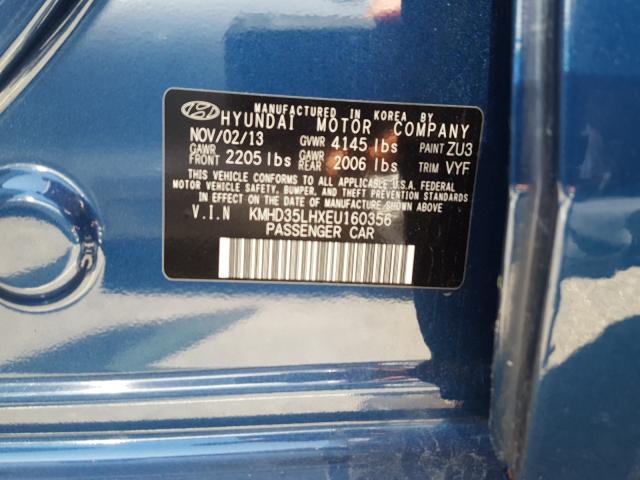 MANUFACTURED IN KOREA BY
HYUNDAI MOTOR COMPANY
NOV/02/13 GVWR 4145 lbs PAINT ZU3
GAWR FRONT 2205 lbs GAWR REAR 2006 lbs TRIM VYF
THIS VEHICLE CONFORMS TO ALL APPLICABLE U.S.A. FEDERAL
MOTOR VEHICLE SAFETY, BUMPER, AND THEFT PREVENTION STANDARDS
IN EFFECT ON THE DATE OF MANUFACTURE SHOWN ABOVE.
V.I.N KMHD35LHXEU160356
PASSENGER CAR